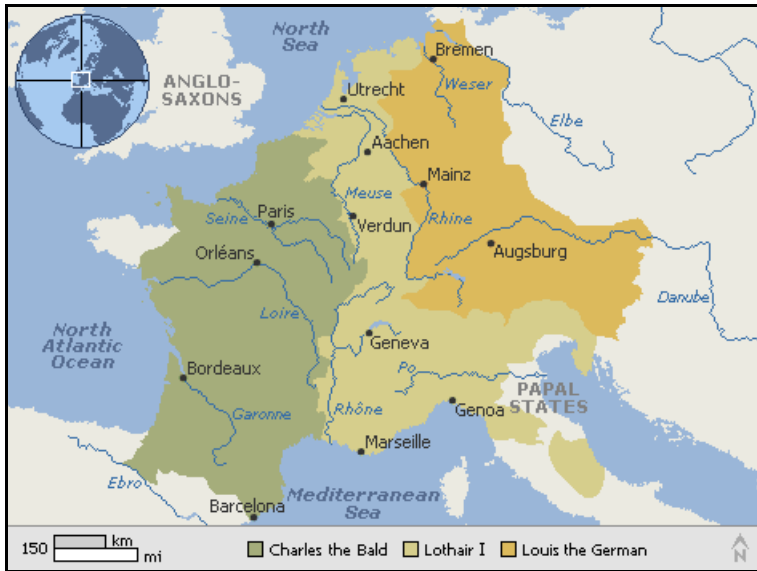 North
Sea
Bremen
ANGLO-
SAXONS
Weser
Utrecht
Elbe
Aachen
Mainz
Meuse
Paris
Seine
Verdun
Rhine
Orléans
Augsburg
Danube
Loire
North
Atlantic
Ocean
Geneva
Po
Bordeaux
PAPAL
STATES
Garonne
Rhône
Genoa
Marseille
Ebro
Barcelona
Mediterranean
Sea
150 km
mi
Charles the Bald Lothair I Louis the German
N